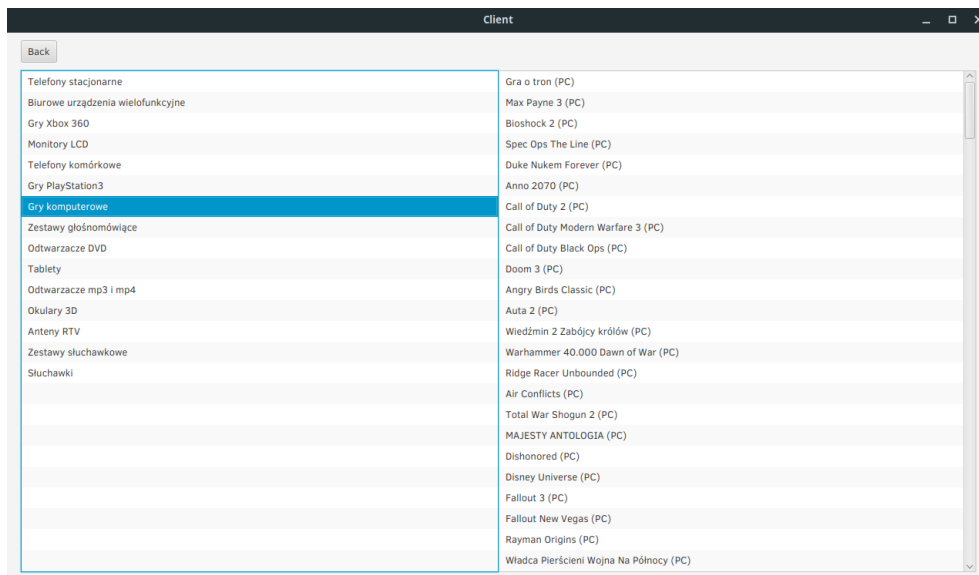 Client
Back
Telefony stacjonarne
Biurowe urządzenia wielofunkcyjne
Gry Xbox 360
Monitory LCD
Telefony komórkowe
Gry PlayStation3
Gry komputerowe
Zestawy głośnomówiące
Odtwarzacze DVD
Tablety
Odtwarzacze mp3 i mp4
Okulary 3D
Anteny RTV
Zestawy słuchawkowe
Słuchawki
Gra o tron (PC)
Max Payne 3 (PC)
Bioshock 2 (PC)
Spec Ops The Line (PC)
Duke Nukem Forever (PC)
Anno 2070 (PC)
Call of Duty 2 (PC)
Call of Duty Modern Warfare 3 (PC)
Call of Duty Black Ops (PC)
Doom 3 (PC)
Angry Birds Classic (PC)
Auta 2 (PC)
Wiedźmin 2 Zabójcy królów (PC)
Warhammer 40.000 Dawn of War (PC)
Ridge Racer Unbounded (PC)
Air Conflicts (PC)
Total War Shogun 2 (PC)
MAJESTY ANTOLOGIA (PC)
Dishonored (PC)
Disney Universe (PC)
Fallout 3 (PC)
Fallout New Vegas (PC)
Rayman Origins (PC)
Władca Pierścieni Wojna Na Północy (PC)